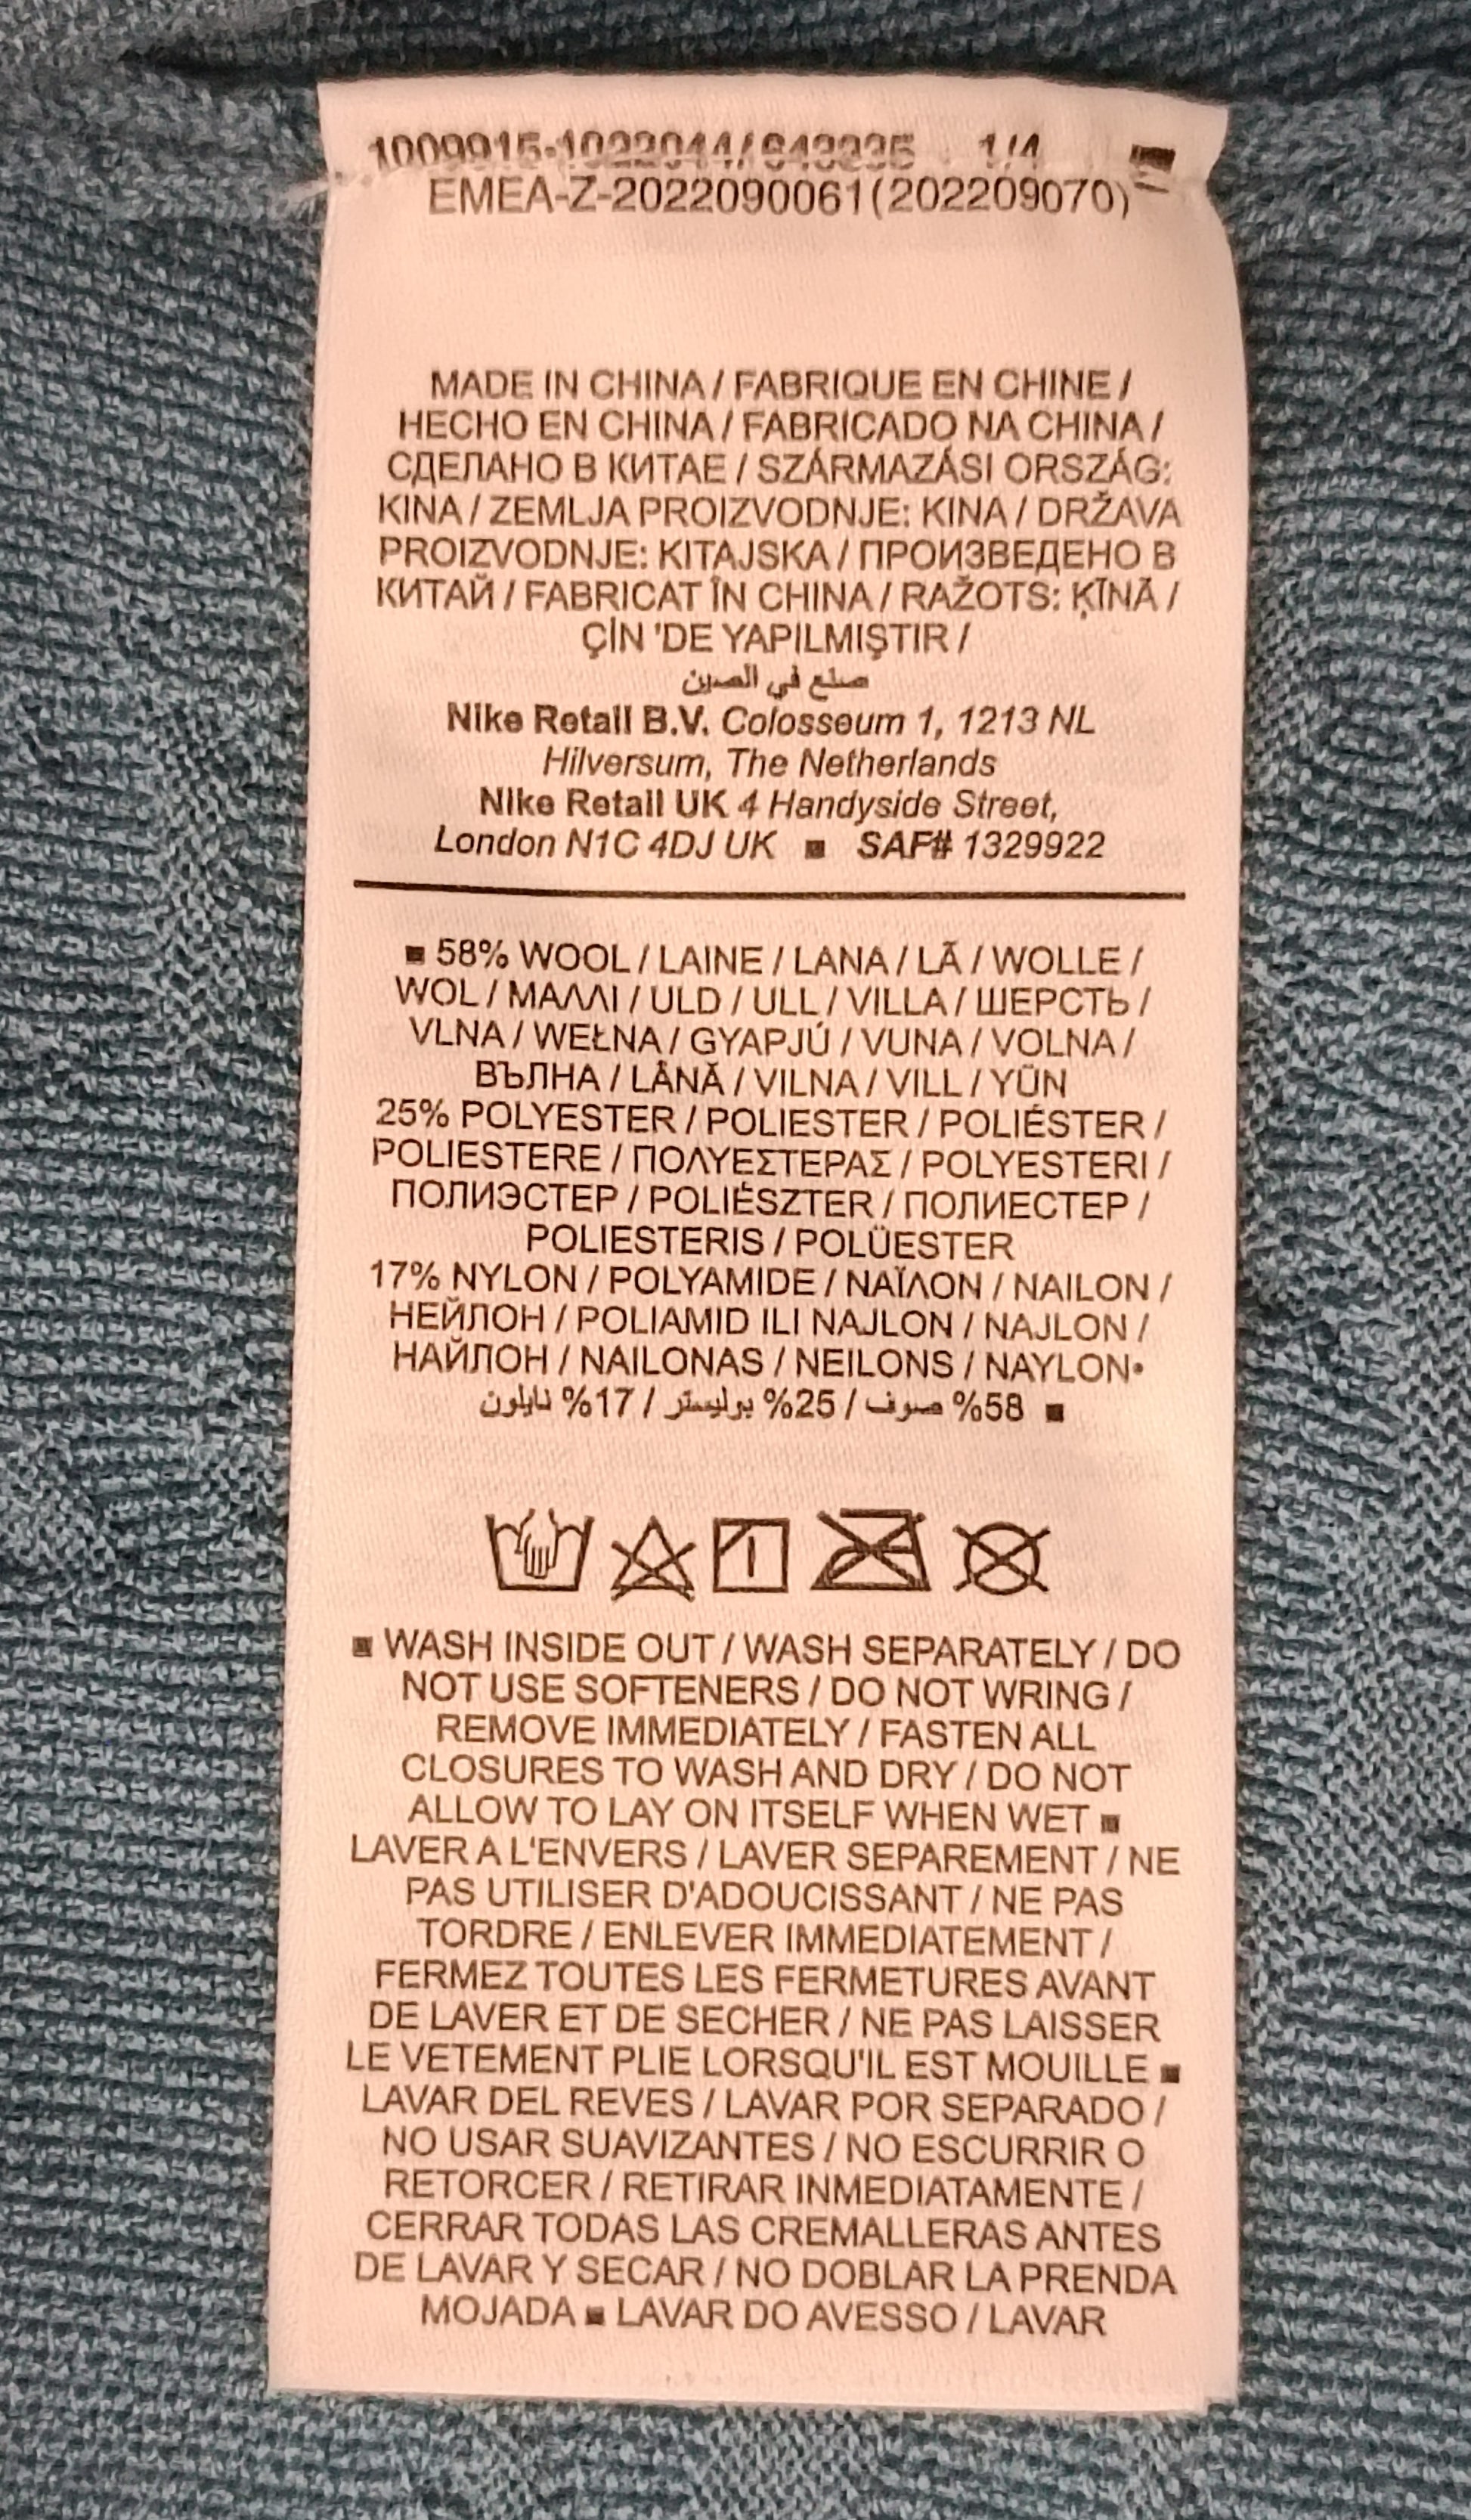 1/4
EMEA-Z-2022090061(202209070)
MADE IN CHINA / FABRIQUE EN CHINE /
HECHO EN CHINA / FABRICADO NA CHINA /
СДЕЛАНО В КИТАЕ / SZÁRMAZÁSI ORSZÁG:
KINA / ZEMLJA PROIZVODNJE: KINA / DRŽAVA
PROIZVODNJE: KITAJSKA / ПРОИЗВЕДЕНО В
КИТАЙ / FABRICAT ÎN CHINA / RAŽOTS: ĶĪNĀ /
ÇİN 'DE YAPILMIŞTIR /
صنع في الصين
Nike Retail B.V. Colosseum 1, 1213 NL
Hilversum, The Netherlands
Nike Retail UK 4 Handyside Street,
London N1C 4DJ UK ■ SAF# 1329922
■ 58% WOOL / LAINE / LANA / LÃ / WOLLE /
WOL / ΜΑΛΛΙ / ULD / ULL / VILLA / ШЕРСТЬ /
VLNA / WEŁNA / GYAPJÚ / VUNA / VOLNA /
ВЪЛНА / LÂNĂ / VILNA / VILL / YÜN
25% POLYESTER / POLIESTER / POLIÉSTER /
POLIESTERE / ΠΟΛΥΕΣΤΕΡΑΣ / POLYESTERI /
ПОЛИЭСТЕР / POLIÉSZTER / ПОЛИЕСТЕР /
POLIESTERIS / POLÜESTER
17% NYLON / POLYAMIDE / ΝΑΪΛΟΝ / NAILON /
НЕЙЛОН / POLIAMID ILI NAJLON / NAJLON /
НАЙЛОН / NAILONAS / NEILONS / NAYLON•
■ 58% صوف / 25% بوليستر / 17% نايلون
■ WASH INSIDE OUT / WASH SEPARATELY / DO
NOT USE SOFTENERS / DO NOT WRING /
REMOVE IMMEDIATELY / FASTEN ALL
CLOSURES TO WASH AND DRY / DO NOT
ALLOW TO LAY ON ITSELF WHEN WET ■
LAVER A L'ENVERS / LAVER SEPAREMENT / NE
PAS UTILISER D'ADOUCISSANT / NE PAS
TORDRE / ENLEVER IMMEDIATEMENT /
FERMEZ TOUTES LES FERMETURES AVANT
DE LAVER ET DE SECHER / NE PAS LAISSER
LE VETEMENT PLIE LORSQU'IL EST MOUILLE ■
LAVAR DEL REVES / LAVAR POR SEPARADO /
NO USAR SUAVIZANTES / NO ESCURRIR O
RETORCER / RETIRAR INMEDIATAMENTE /
CERRAR TODAS LAS CREMALLERAS ANTES
DE LAVAR Y SECAR / NO DOBLAR LA PRENDA
MOJADA ■ LAVAR DO AVESSO / LAVAR